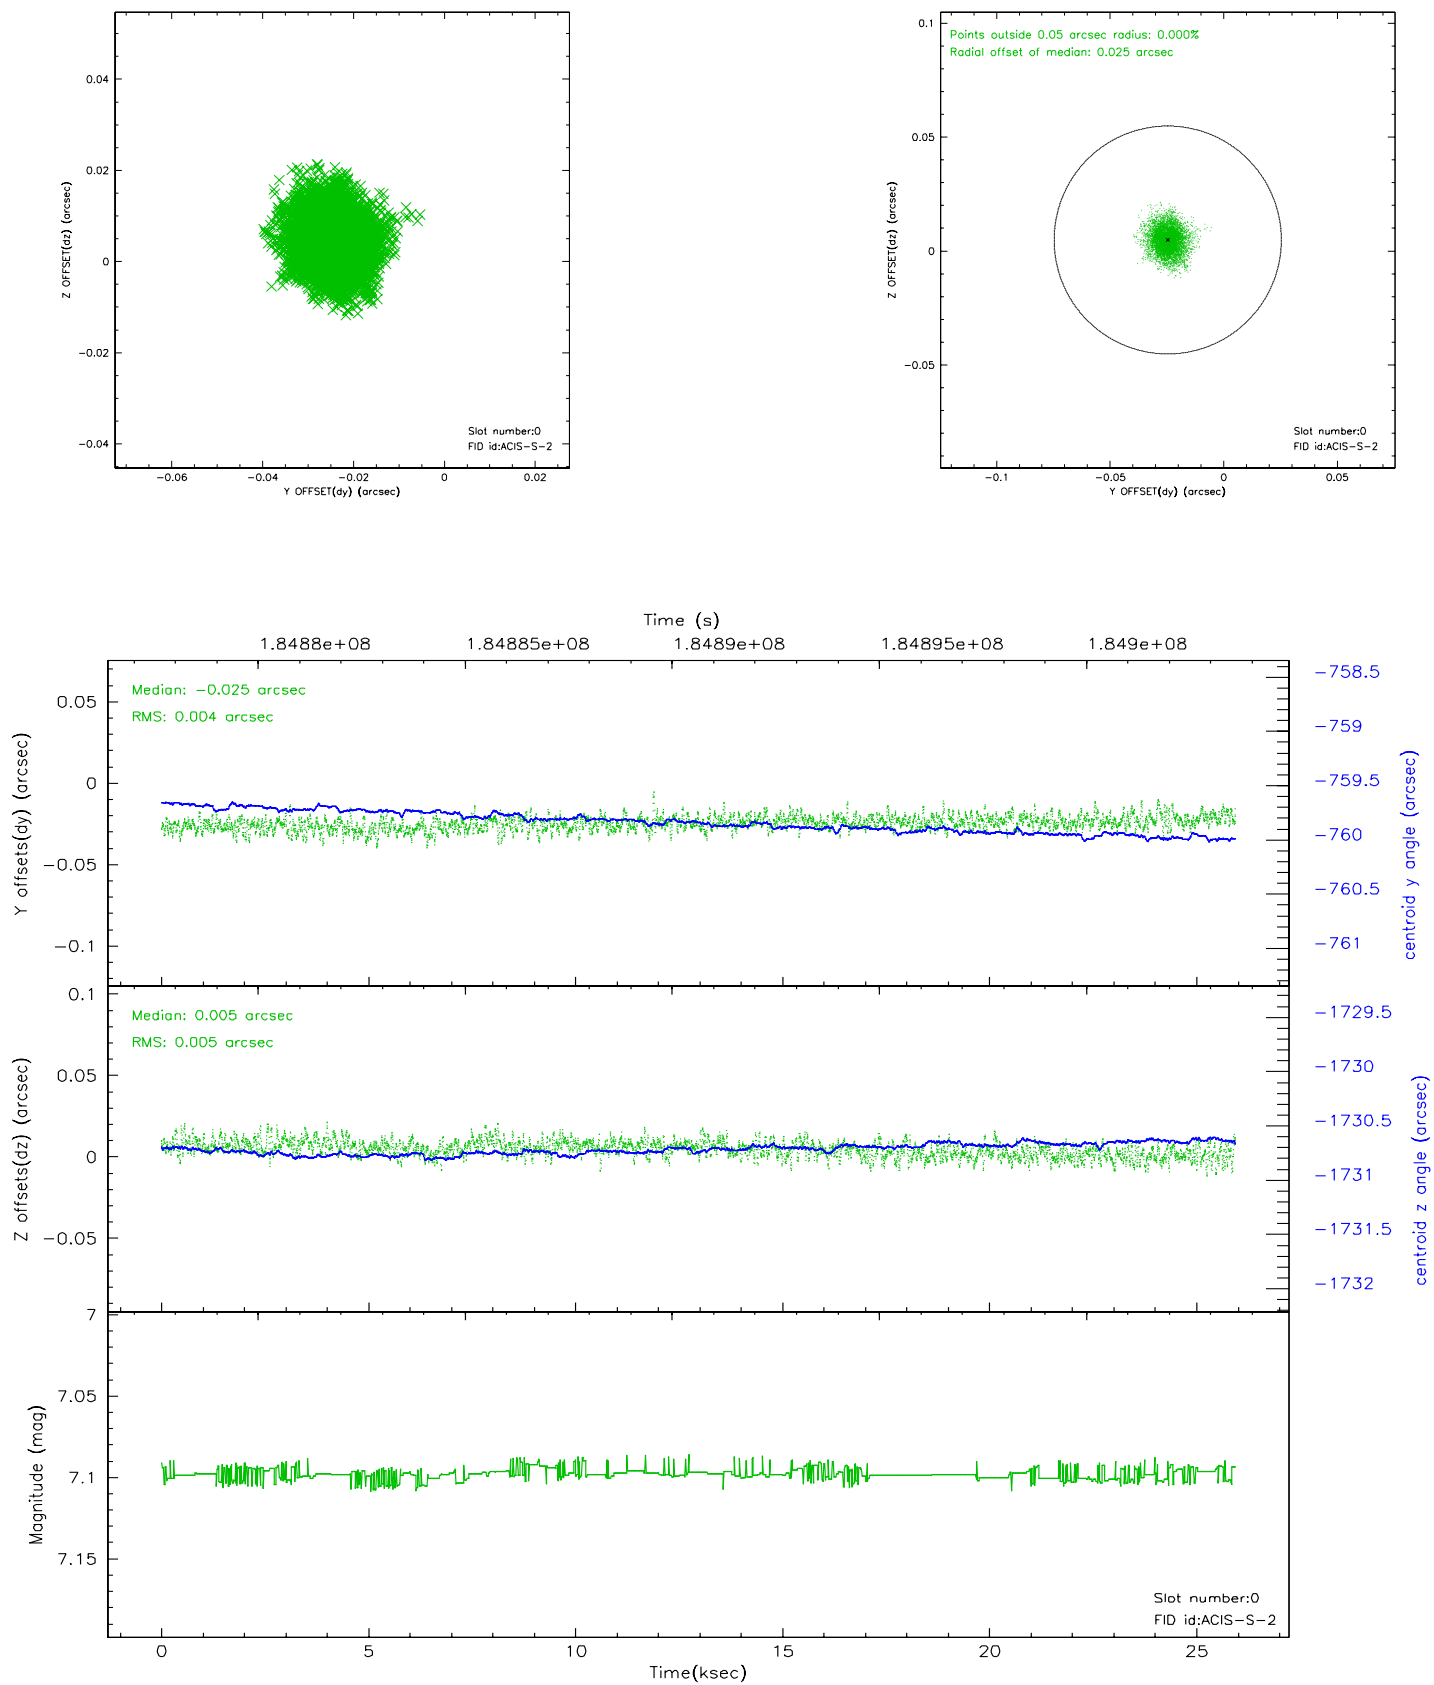 0.04
0.02
0
−0.02
−0.04
Z OFFSET(dz) (arcsec)
Slot number:0
FID id:ACIS−S−2
−0.06
−0.04
−0.02
0
0.02
Y OFFSET(dy) (arcsec)
Points outside 0.05 arcsec radius: 0.000%
Radial offset of median: 0.025 arcsec
0.1
0.05
0
−0.05
Z OFFSET(dz) (arcsec)
Slot number:0
FID id:ACIS−S−2
−0.1
−0.05
0
0.05
Y OFFSET(dy) (arcsec)
Time (s)
1.8488e+08
1.84885e+08
1.8489e+08
1.84895e+08
1.849e+08
Median: −0.025 arcsec
RMS: 0.004 arcsec
0.05
0
−0.05
−0.1
Y offsets(dy) (arcsec)
−758.5
−759
−759.5
−760
−760.5
−761
centroid y angle (arcsec)
Median: 0.005 arcsec
RMS: 0.005 arcsec
0.1
0.05
0
−0.05
Z offsets(dz) (arcsec)
−1729.5
−1730
−1730.5
−1731
−1731.5
−1732
centroid z angle (arcsec)
7
7.05
7.1
7.15
Magnitude (mag)
Slot number:0
FID id:ACIS−S−2
0
5
10
15
20
25
Time(ksec)